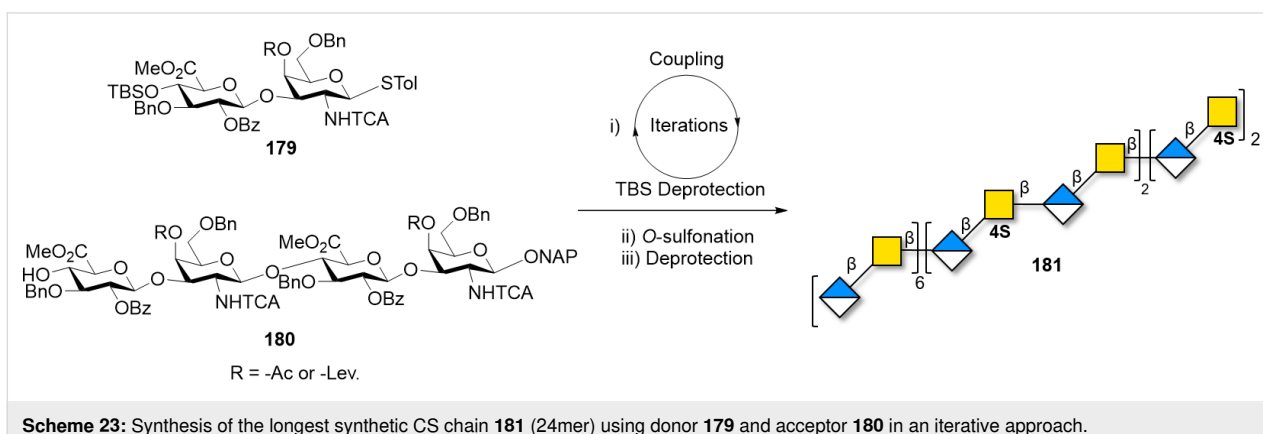 RO
OBn
MeO₂C
TBSO
BnO
O
O
O
STol
NHTCA
OBz
179
Coupling
i)
Iterations
TBS Deprotection
ii) O-sulfonation
iii) Deprotection
RO
OBn
MeO₂C
HO
BnO
O
O
O
OBz
NHTCA
O
MeO₂C
BnO
O
O
OBz
RO
OBn
O
ONAP
NHTCA
180
R = -Ac or -Lev.
[
β
β
]
6
[
β
4S
β
β
β
]
2
[
β
4S
]
2
181
Scheme 23: Synthesis of the longest synthetic CS chain 181 (24mer) using donor 179 and acceptor 180 in an iterative approach.